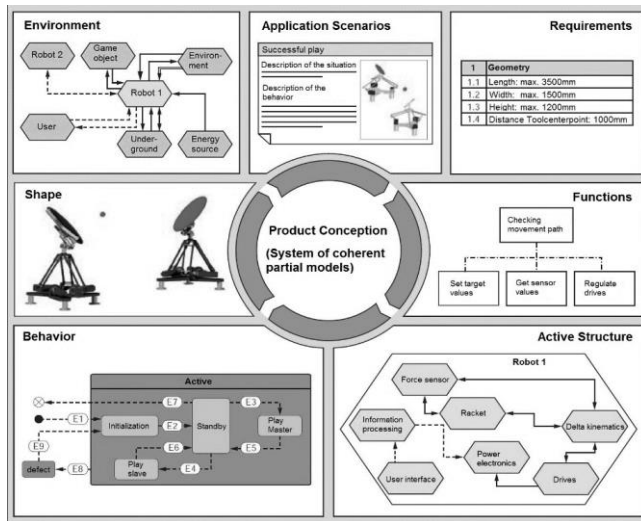 Environment
Robot 2
Game
object
Environ-
ment
Robot 1
User
Under-
ground
Energy
source
Application Scenarios
Successful play
Description of the situation
Description of the
behavior
Requirements
1 Geometry
1.1 Length: max. 3500mm
1.2 Width: max. 1500mm
1.3 Height: max. 1200mm
1.4 Distance Toolcenterpoint: 1000mm
Shape
Product Conception
(System of coherent
partial models)
Functions
Checking
movement path
Set target
values
Get sensor
values
Regulate
drives
Behavior
Active
E7
E3
E1
Initialization
E2
Standby
Play
Master
E9
E6
E5
defect
E8
Play
slave
E4
Active Structure
Robot 1
Force sensor
Racket
Information
processing
Delta kinematics
Power
electronics
User interface
Drives